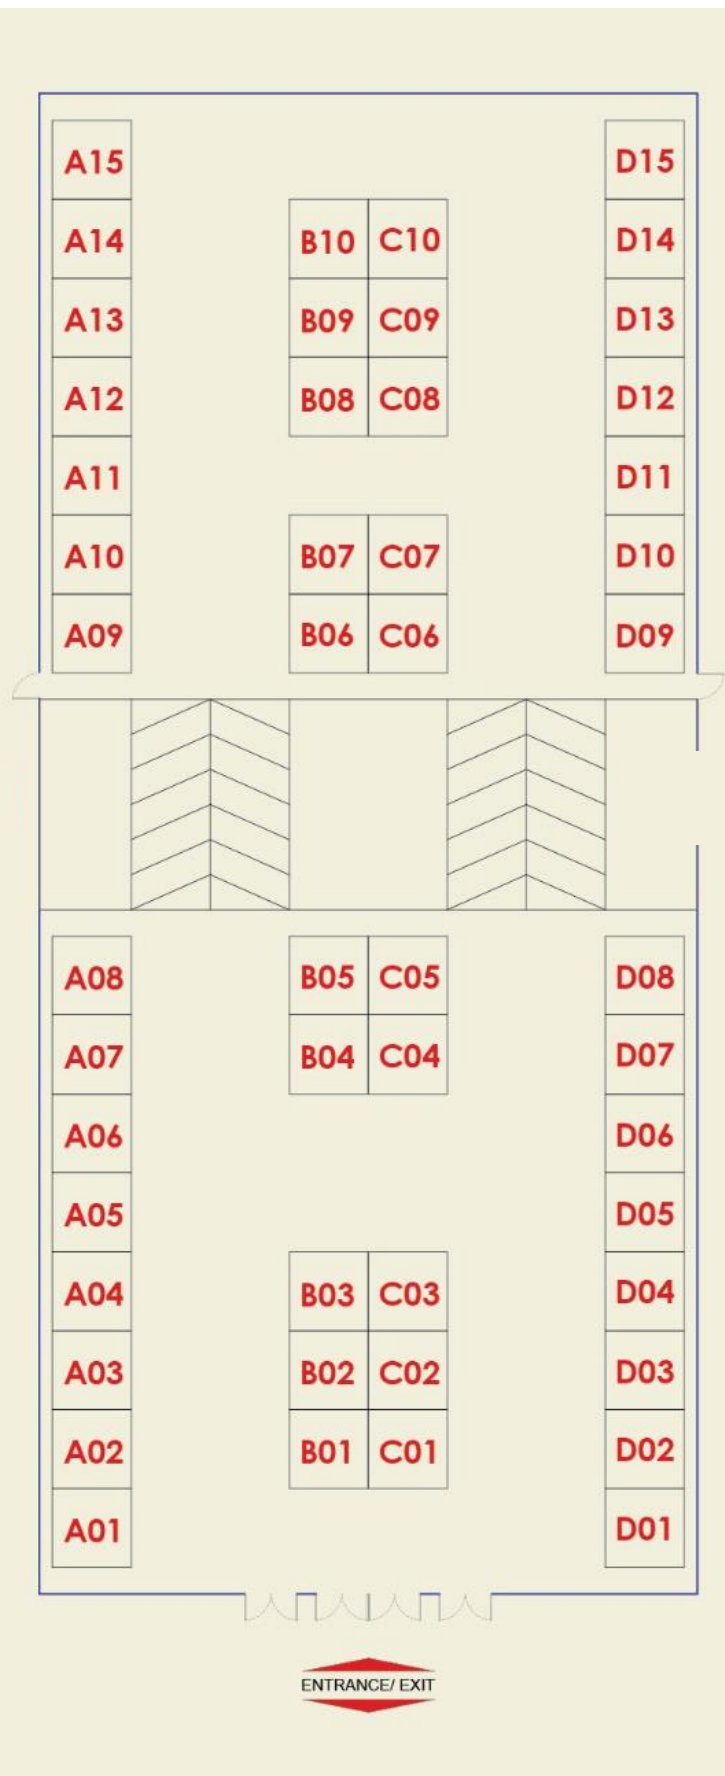 A15 D15
A14 B10 C10 D14
A13 B09 C09 D13
A12 B08 C08 D12
A11 D11
A10 B07 C07 D10
A09 B06 C06 D09
A08 B05 C05 D08
A07 B04 C04 D07
A06 D06
A05 D05
A04 B03 C03 D04
A03 B02 C02 D03
A02 B01 C01 D02
A01 D01
ENTRANCE/ EXIT